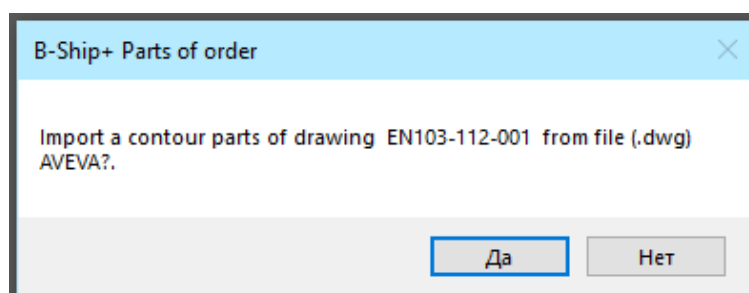 B-Ship+ Parts of order
Import a contour parts of drawing  EN103-112-001  from file (.dwg)
AVEVA?.
Да
Нет